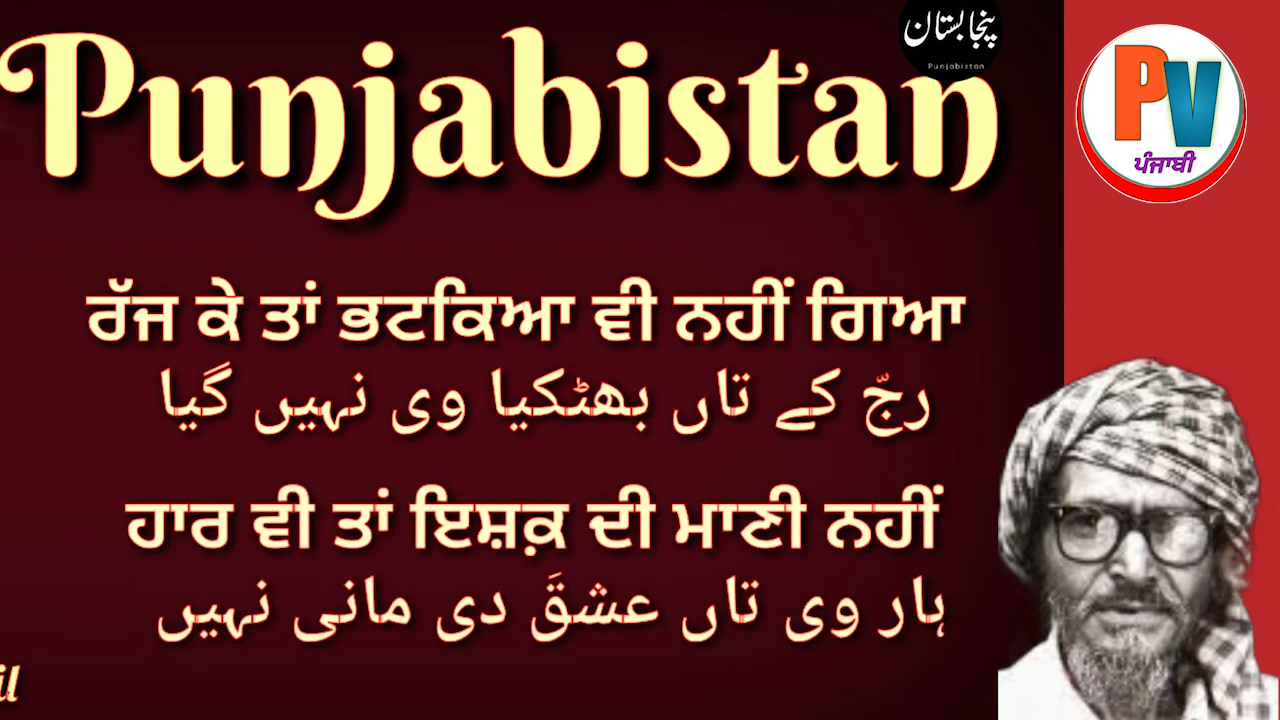 Punjabistan
پنجابستان
Punjabistan
PV
ਪੰਜਾਬੀ
ਰੱਜ ਕੇ ਤਾਂ ਭਟਕਿਆ ਵੀ ਨਹੀਂ ਗਿਆ
رجّ کے تاں بھٹکیا وی نہیں گیا
ਹਾਰ ਵੀ ਤਾਂ ਇਸ਼ਕ਼ ਦੀ ਮਾਣੀ ਨਹੀਂ
ہار وی تاں عشقَ دی مانی نہیں
il